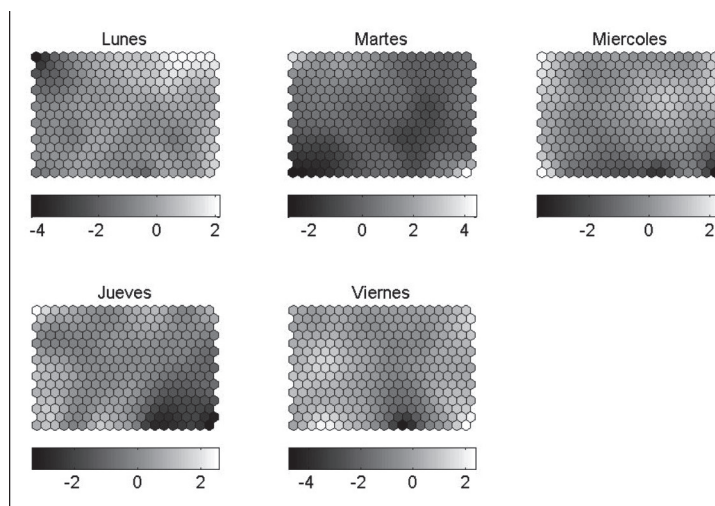 Lunes
Martes
Miercoles
-4 -2 0 2
-2 0 2 4
-2 0 2
Jueves
Viernes
-2 0 2
-4 -2 0 2